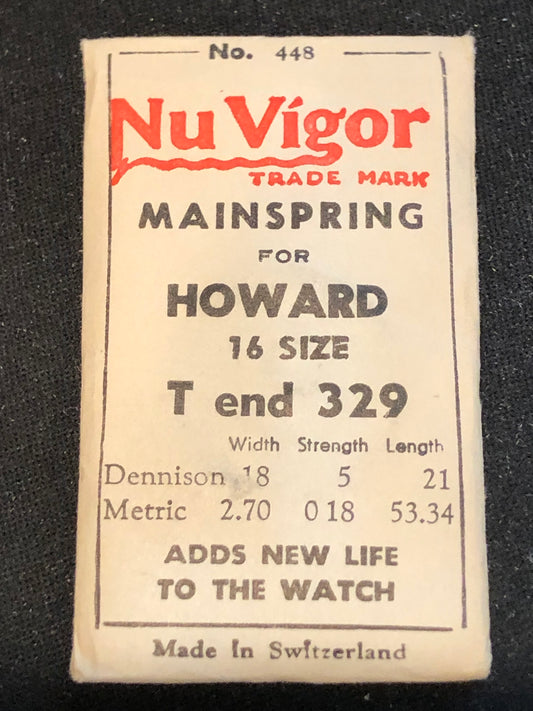 No. 448
Nu Vígor
TRADE MARK
MAINSPRING
FOR
HOWARD
16 SIZE
T end 329
Width Strength Length
Dennison 18 5 21
Metric 2.70 0 18 53.34
ADDS NEW LIFE
TO THE WATCH
Made In Switzerland